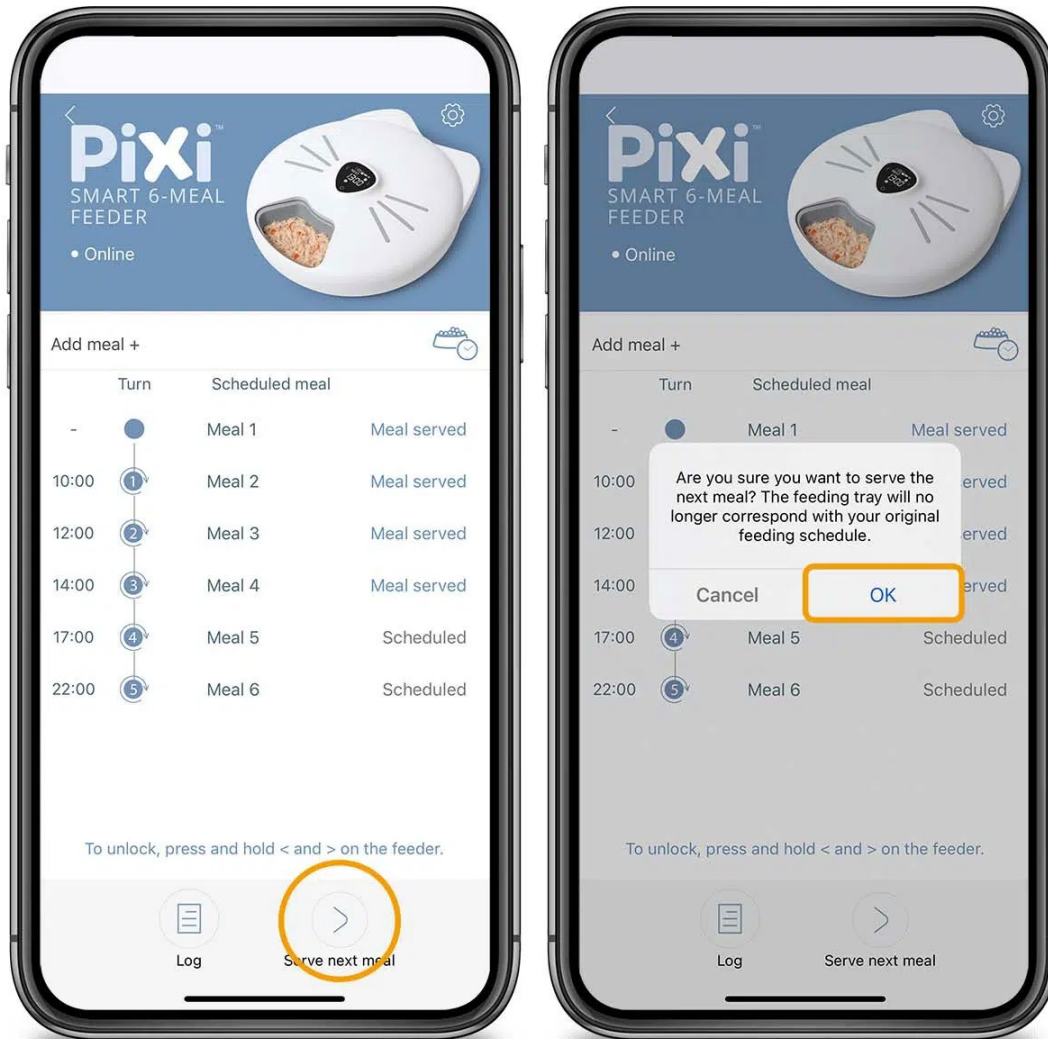 PiXi™
SMART 6-MEAL
FEEDER
• Online
Add meal +
Turn Scheduled meal
- Meal 1 Meal served
10:00 1 Meal 2 Meal served
12:00 2 Meal 3 Meal served
14:00 3 Meal 4 Meal served
17:00 4 Meal 5 Scheduled
22:00 5 Meal 6 Scheduled
To unlock, press and hold < and > on the feeder.
Log Serve next meal
PiXi™
SMART 6-MEAL
FEEDER
• Online
Add meal +
Turn Scheduled meal
- Meal 1 Meal served
10:00 erved
12:00 erved
14:00 erved
Are you sure you want to serve the
next meal? The feeding tray will no
longer correspond with your original
feeding schedule.
Cancel OK
17:00 4 Meal 5 Scheduled
22:00 5 Meal 6 Scheduled
To unlock, press and hold < and > on the feeder.
Log Serve next meal